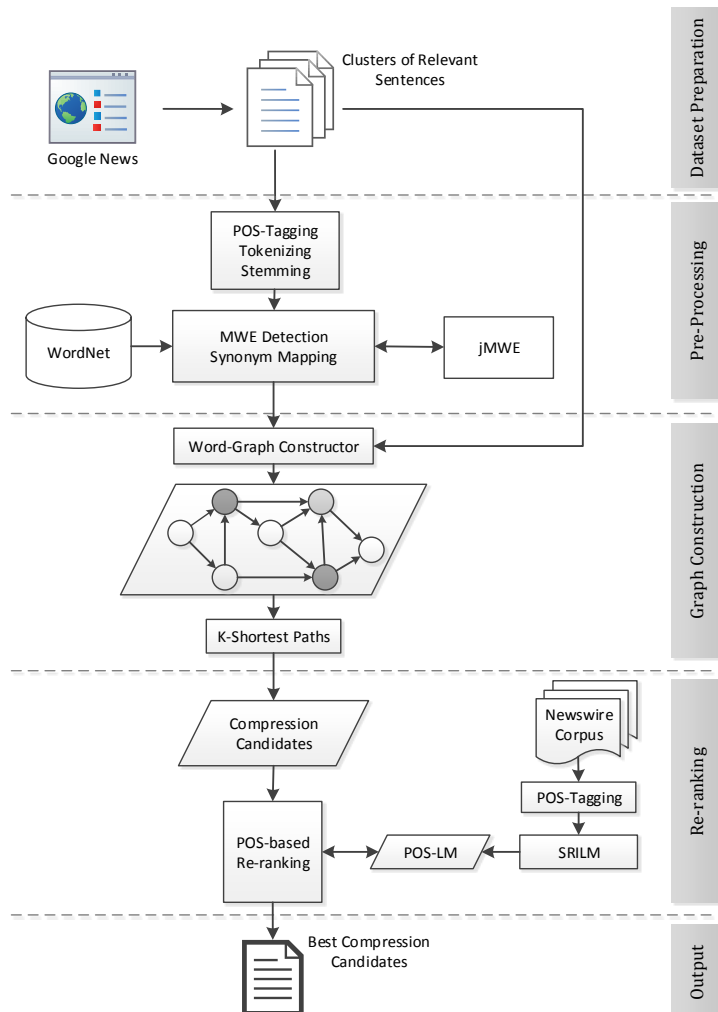 Clusters of Relevant
Sentences
Google News
Dataset Preparation
POS-Tagging
Tokenizing
Stemming
WordNet
MWE Detection
Synonym Mapping
jMWE
Pre-Processing
Word-Graph Constructor
K-Shortest Paths
Graph Construction
Compression
Candidates
Newswire
Corpus
POS-Tagging
POS-based
Re-ranking
POS-LM
SRILM
Re-ranking
Best Compression
Candidates
Output